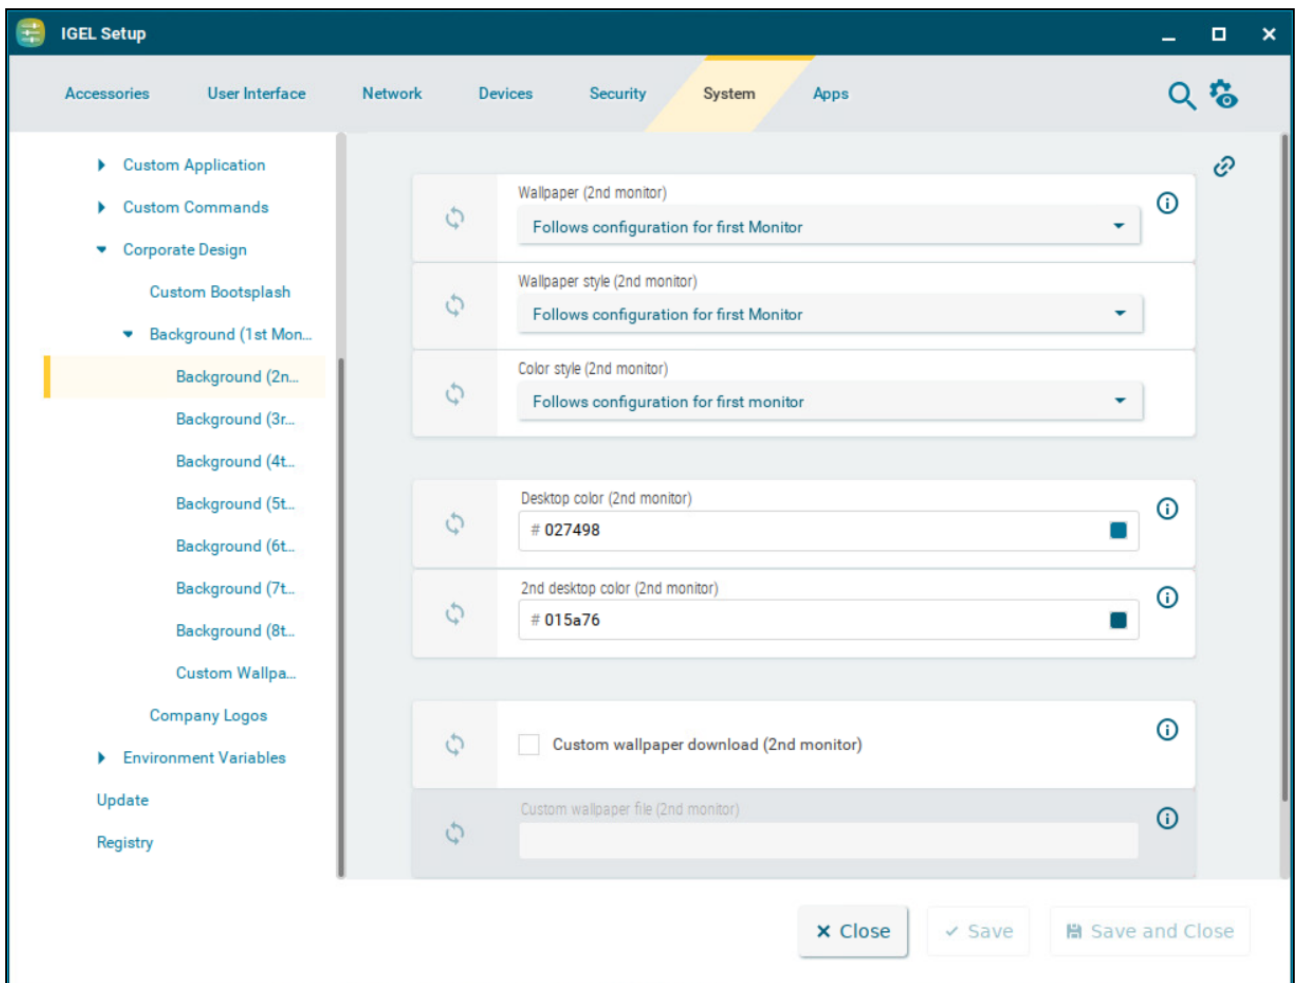 IGEL Setup
Accessories User Interface Network Devices Security System Apps
Custom Application
Custom Commands
Corporate Design
Custom Bootsplash
Background (1st Mon...
Background (2n...
Background (3r...
Background (4t...
Background (5t...
Background (6t...
Background (7t...
Background (8t...
Custom Wallpa...
Company Logos
Environment Variables
Update
Registry
Wallpaper (2nd monitor)
Follows configuration for first Monitor
Wallpaper style (2nd monitor)
Follows configuration for first Monitor
Color style (2nd monitor)
Follows configuration for first monitor
Desktop color (2nd monitor)
# 027498
2nd desktop color (2nd monitor)
# 015a76
Custom wallpaper download (2nd monitor)
Custom wallpaper file (2nd monitor)
Close Save Save and Close